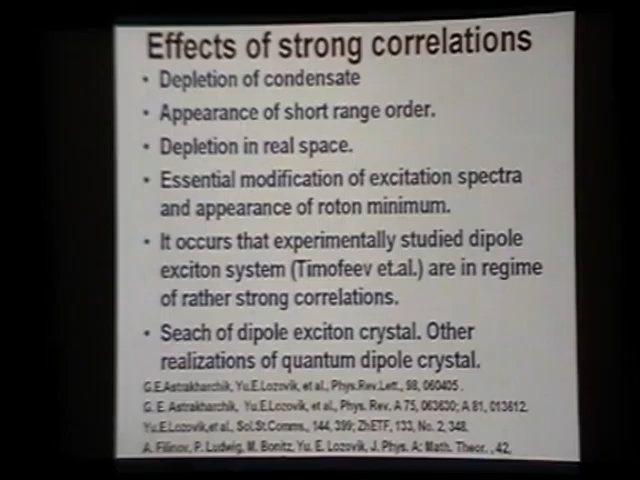 Effects of strong correlations
• Depletion of condensate
• Appearance of short range order.
• Depletion in real space.
• Essential modification of excitation spectra
and appearance of roton minimum.
• It occurs that experimentally studied dipole
exciton system (Timofeev et.al.) are in regime
of rather strong correlations.
• Seach of dipole exciton crystal. Other
realizations of quantum dipole crystal.
G.E.Astrakharchik, Yu.E.Lozovik, et al., Phys.Rev.Lett., 98, 060405.
G. E. Astrakharchik, Yu.E.Lozovik, et al., Phys. Rev. A 75, 063630; A 81, 013612.
Yu.E.Lozovik,et al., Sol.St.Comms., 144, 399; ZhETF, 133, No. 2, 348.
A. Filinov, P. Ludwig, M. Bonitz, Yu. E. Lozovik, J. Phys. A: Math. Theor. , 42,